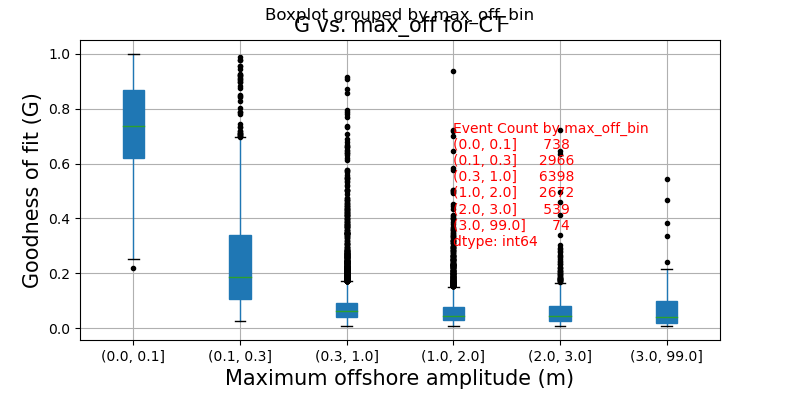 Boxplot grouped by max_off_bin
G vs. max_off for CT
Goodness of fit (G)
1.0
0.8
0.6
0.4
0.2
0.0
Event Count by max_off_bin
(0.0, 0.1] 738
(0.1, 0.3] 2966
(0.3, 1.0] 6398
(1.0, 2.0] 2672
(2.0, 3.0] 539
(3.0, 99.0] 74
dtype: int64
(0.0, 0.1] (0.1, 0.3] (0.3, 1.0] (1.0, 2.0] (2.0, 3.0] (3.0, 99.0]
Maximum offshore amplitude (m)